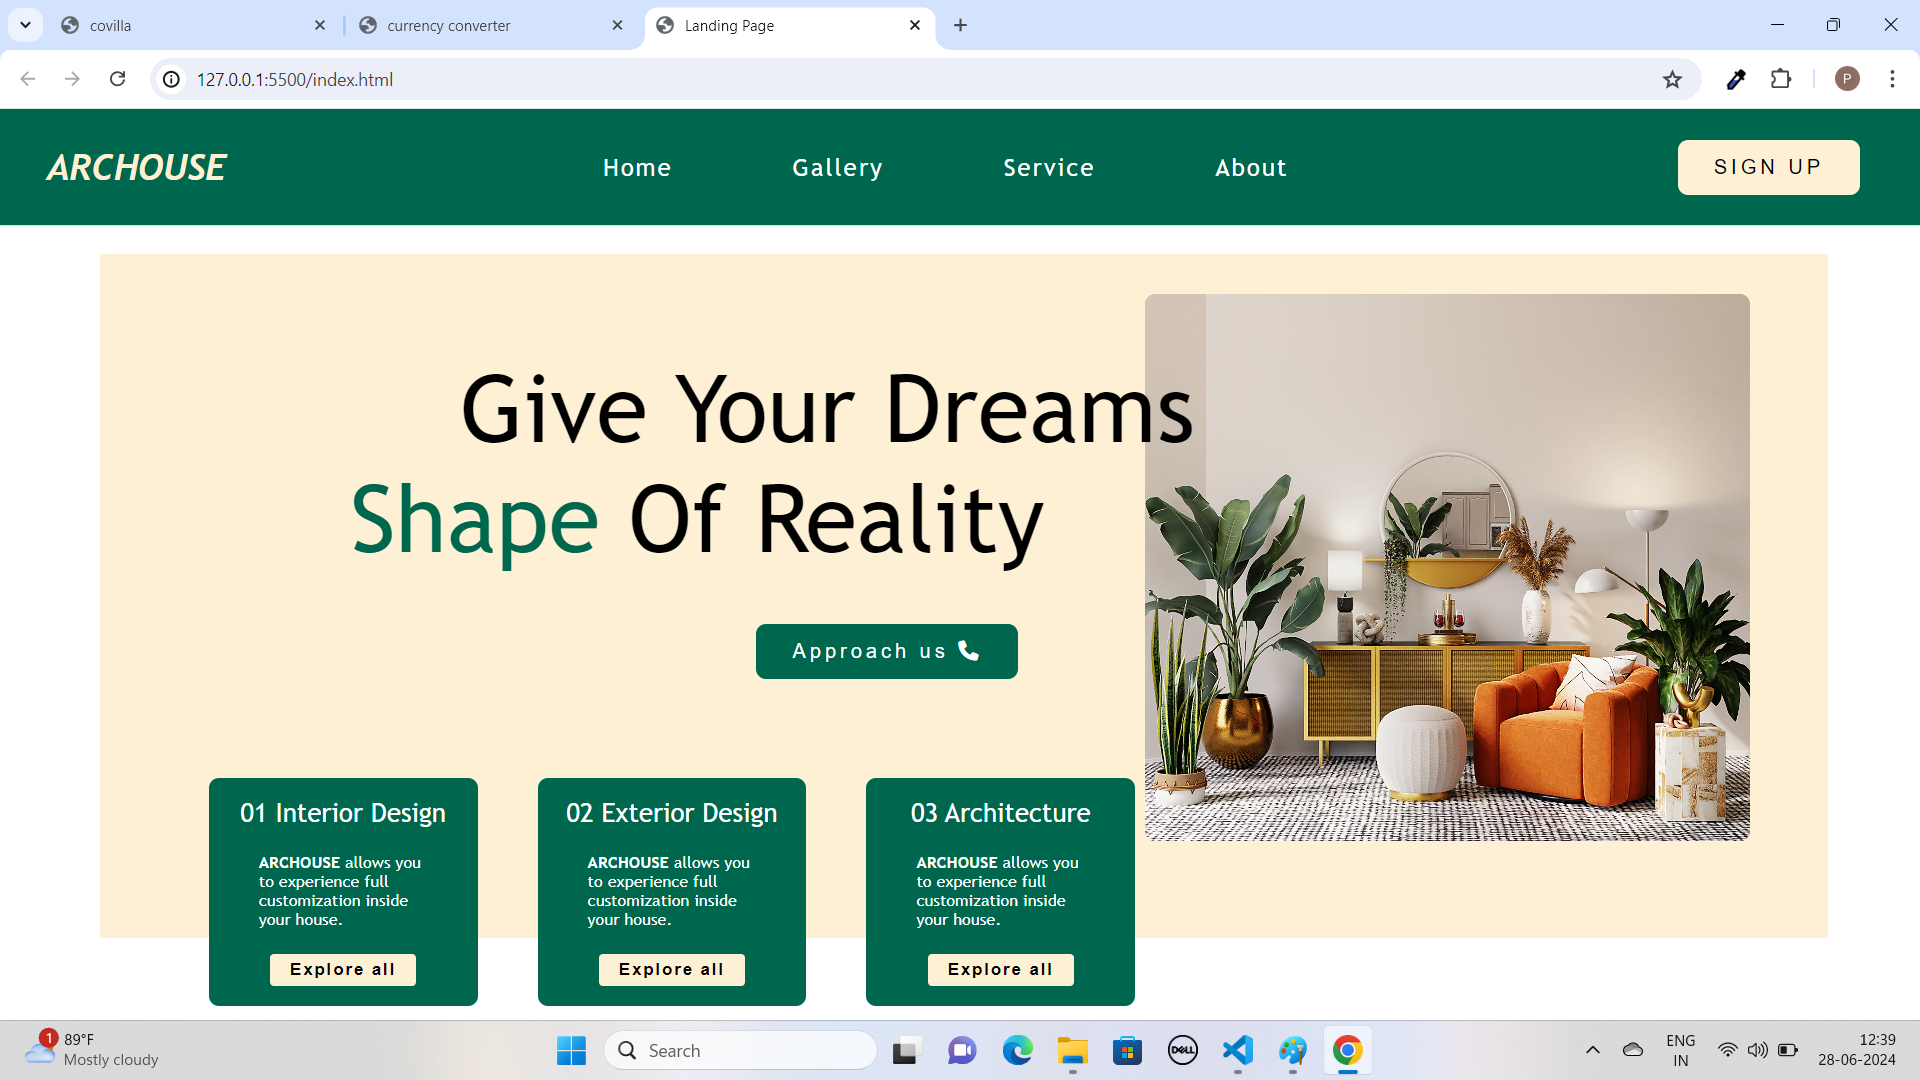 covilla
currency converter
Landing Page
127.0.0.1:5500/index.html
P
ARCHOUSE
Home
Gallery
Service
About
SIGN UP
Give Your Dreams
Shape Of Reality
Approach us
01 Interior Design
ARCHOUSE allows you
to experience full
customization inside
your house.
Explore all
02 Exterior Design
ARCHOUSE allows you
to experience full
customization inside
your house.
Explore all
03 Architecture
ARCHOUSE allows you
to experience full
customization inside
your house.
Explore all
1
89°F
Mostly cloudy
Search
DELL
ENG
IN
12:39
28-06-2024